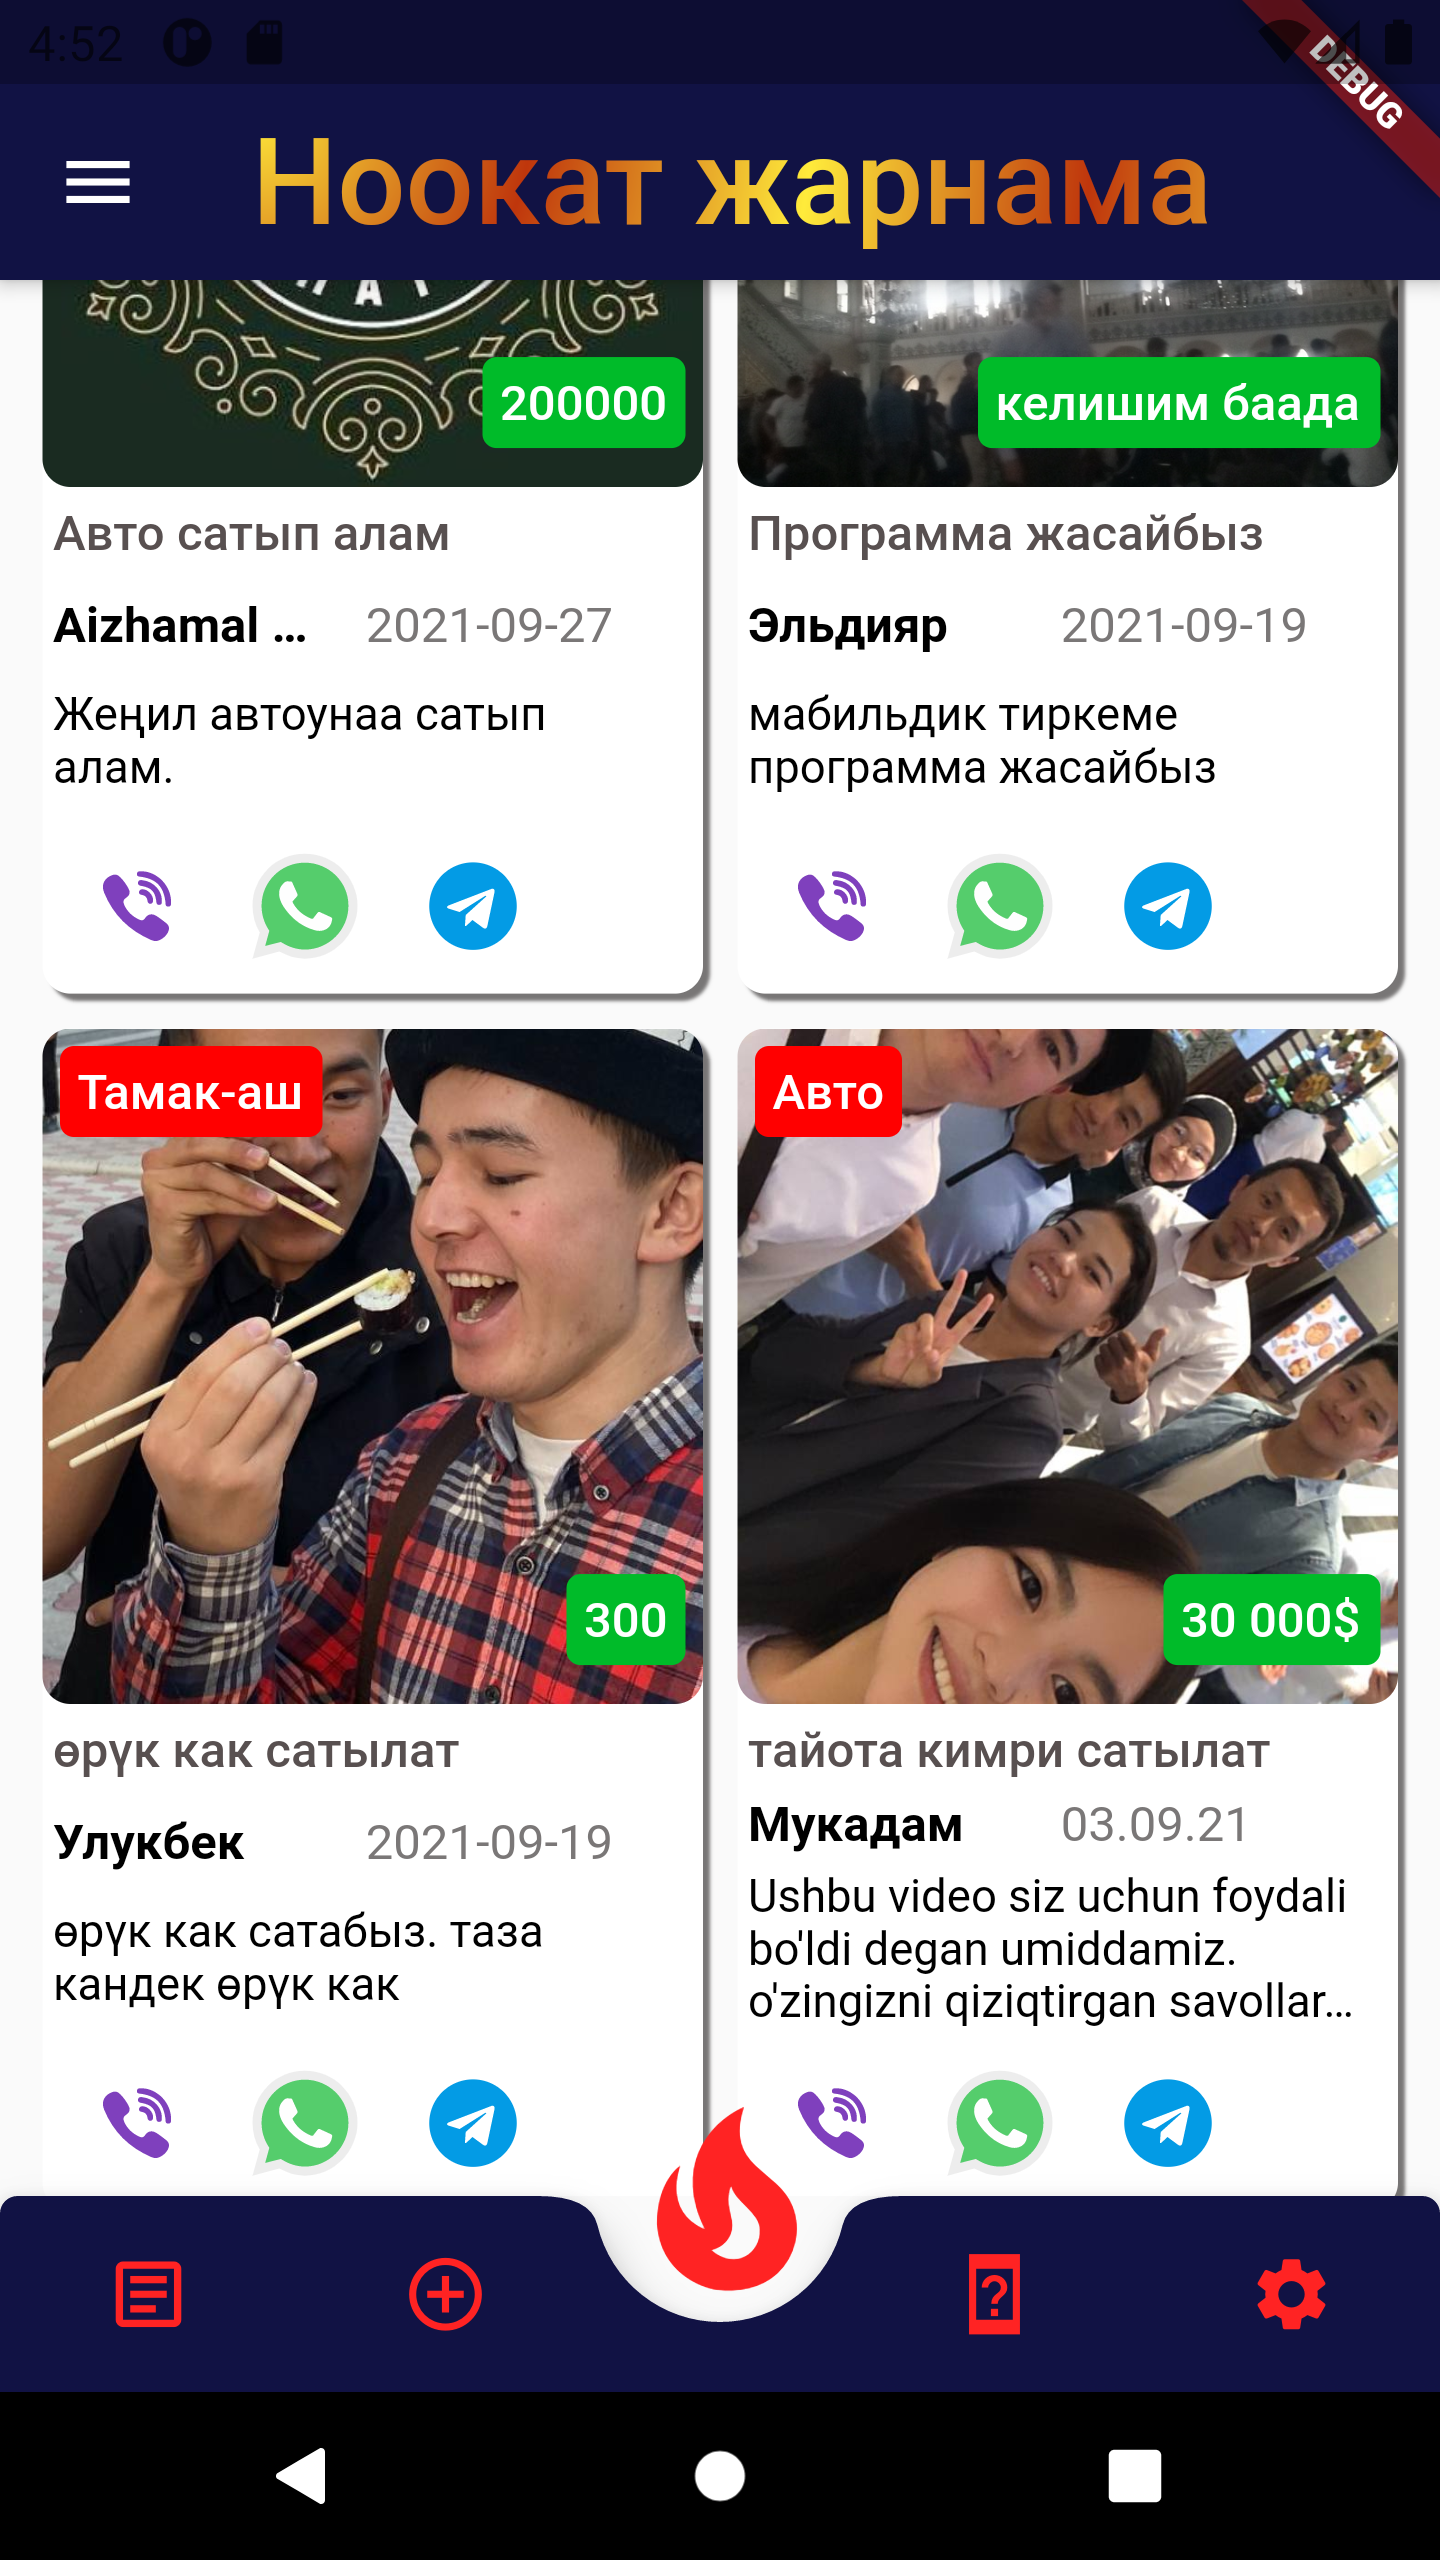 4:52
DEBUG
Ноокат жарнама
200000
келишим баада
Авто сатып алам
Программа жасайбыз
Aizhamal ... 2021-09-27
Эльдияр 2021-09-19
Жеңил автоунаа сатып
алам.
мабильдик тиркеме
программа жасайбыз
Тамак-аш
Авто
300
30 000$
өрүк как сатылат
тайота кимри сатылат
Улукбек 2021-09-19
Мукадам 03.09.21
өрүк как сатабыз. таза
кандек өрүк как
Ushbu video siz uchun foydali
bo'ldi degan umiddamiz.
o'zingizni qiziqtirgan savollar...